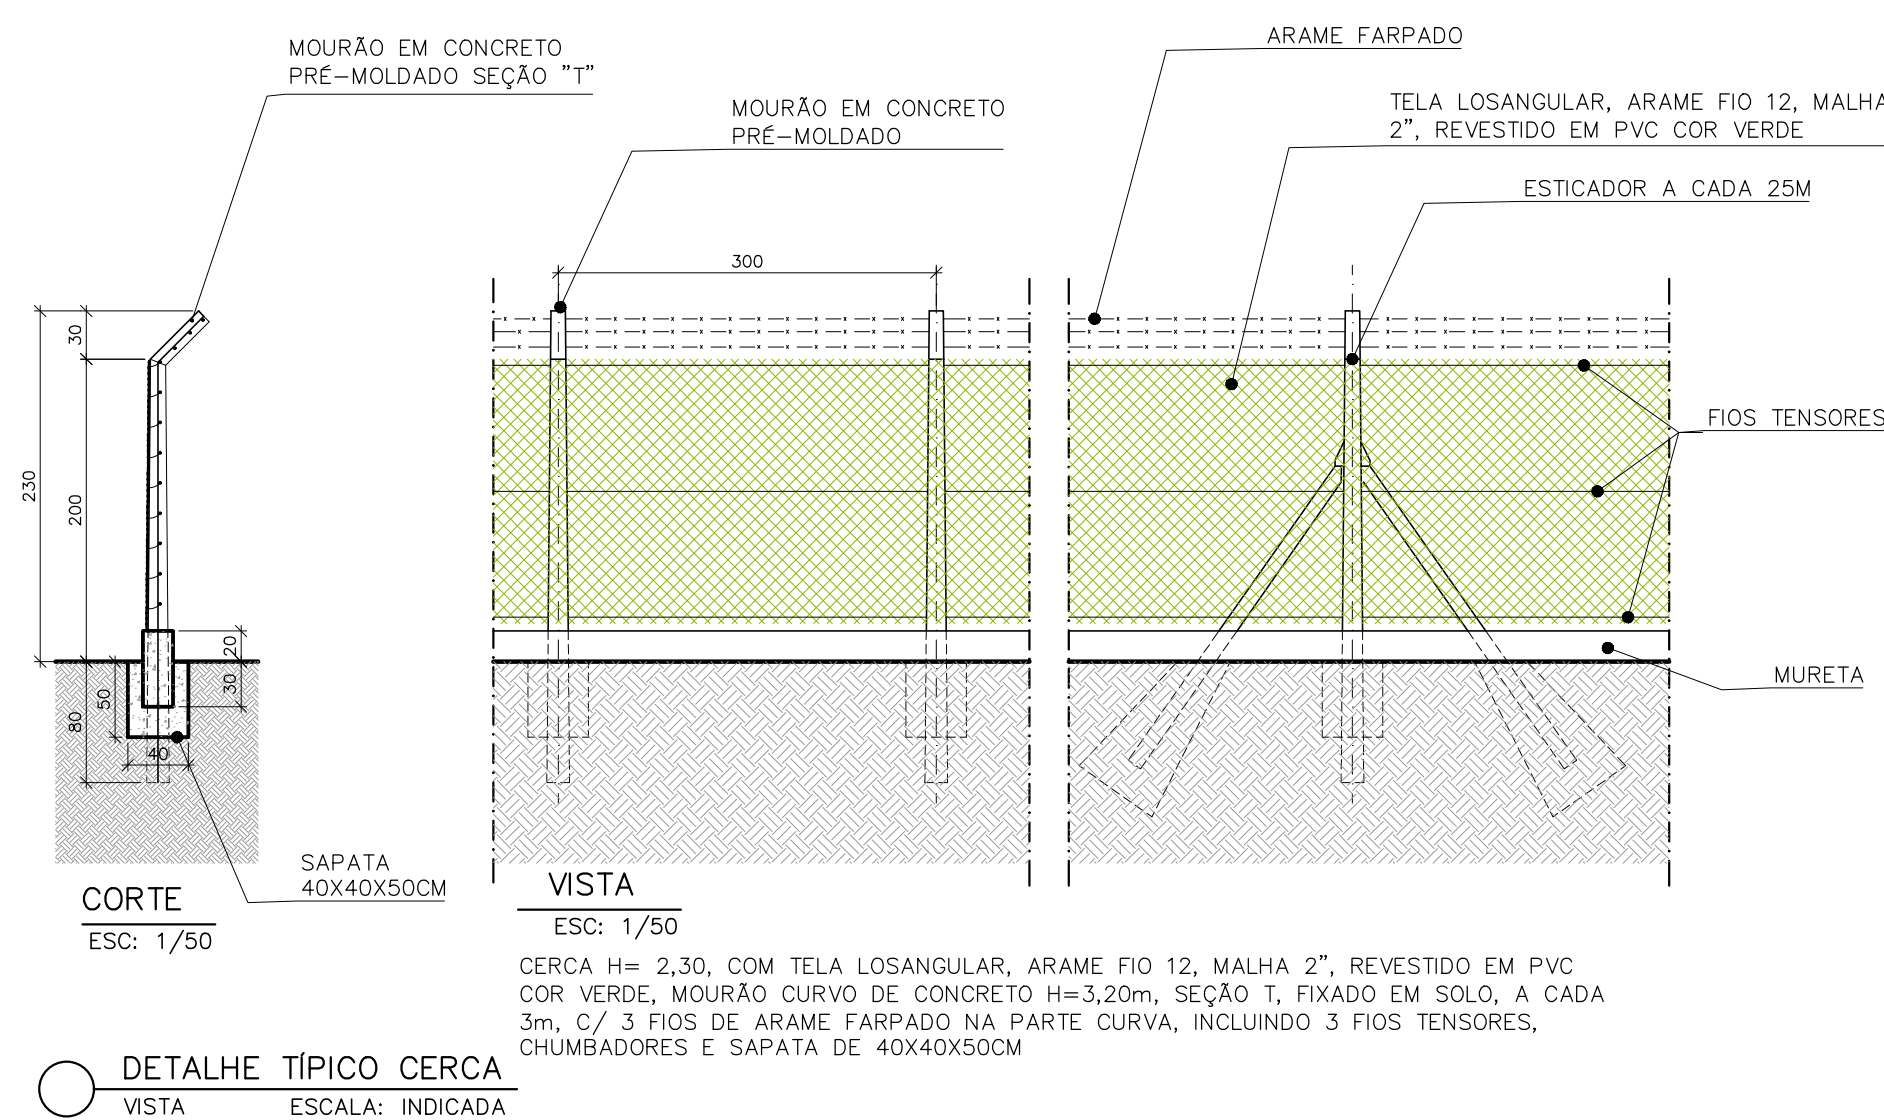 MOURÃO EM CONCRETO
PRÉ-MOLDADO SEÇÃO "T"
MOURÃO EM CONCRETO
PRÉ-MOLDADO
ARAME FARPADO
TELA LOSANGULAR, ARAME FIO 12, MALHA
2", REVESTIDO EM PVC COR VERDE
ESTICADOR A CADA 25M
300
30
230
200
FIOS TENSORES
20
30
50
80
40
MURETA
SAPATA
40X40X50CM
CORTE
ESC: 1/50
VISTA
ESC: 1/50
CERCA H= 2,30, COM TELA LOSANGULAR, ARAME FIO 12, MALHA 2", REVESTIDO EM PVC
COR VERDE, MOURÃO CURVO DE CONCRETO H=3,20m, SEÇÃO T, FIXADO EM SOLO, A CADA
3m, C/ 3 FIOS DE ARAME FARPADO NA PARTE CURVA, INCLUINDO 3 FIOS TENSORES,
CHUMBADORES E SAPATA DE 40X40X50CM
DETALHE TÍPICO CERCA
VISTA ESCALA: INDICADA